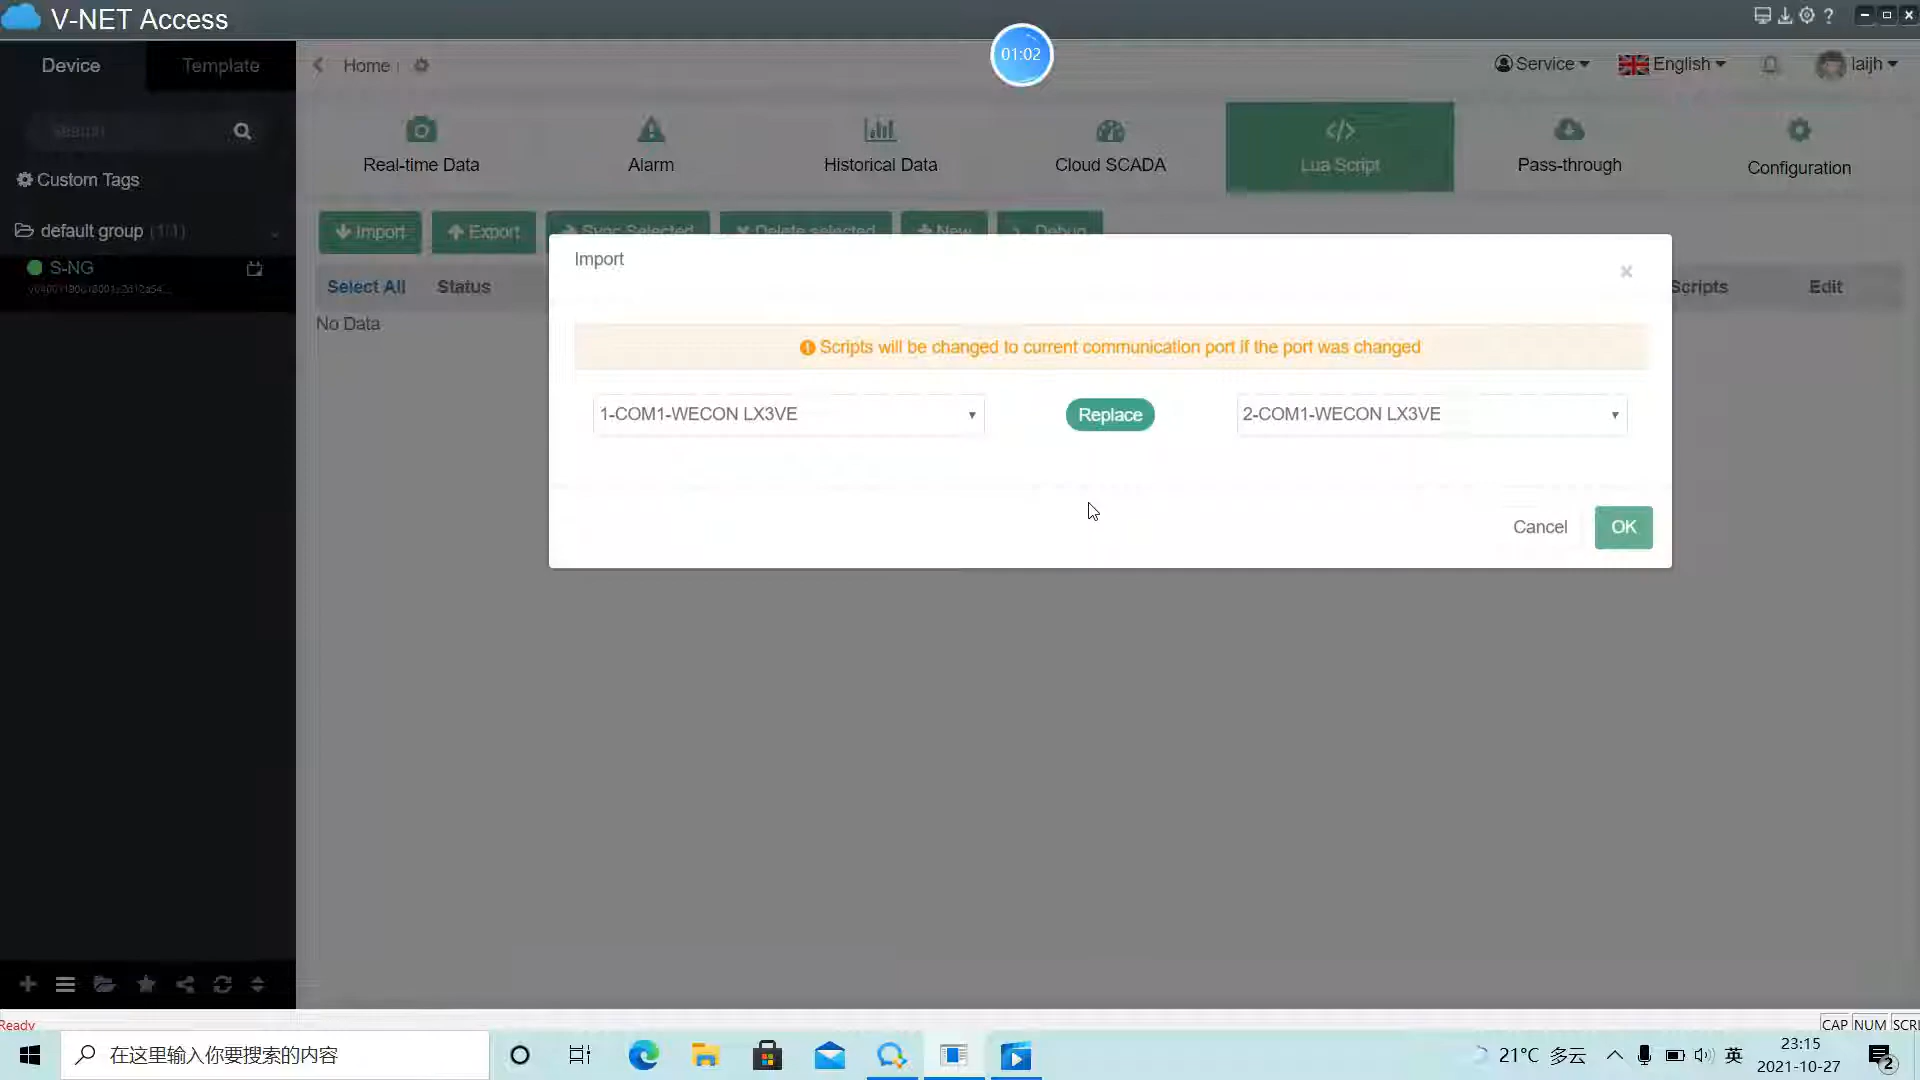 V-NET Access
01:02
Device
Template
Home
Service
English
laijh
Search
Custom Tags
default group (1/1)
S-NG
Real-time Data
Alarm
Historical Data
Cloud SCADA
Lua Script
Pass-through
Configuration
Import
Export
Sync Selected
Delete selected
New
Debug
Select All
Status
Scripts
Edit
No Data
Import
×
Scripts will be changed to current communication port if the port was changed
1-COM1-WECON LX3VE
Replace
2-COM1-WECON LX3VE
Cancel
OK
Ready
CAP NUM SCRL
在这里输入你要搜索的内容
21°C 多云
英
23:15
2021-10-27
2